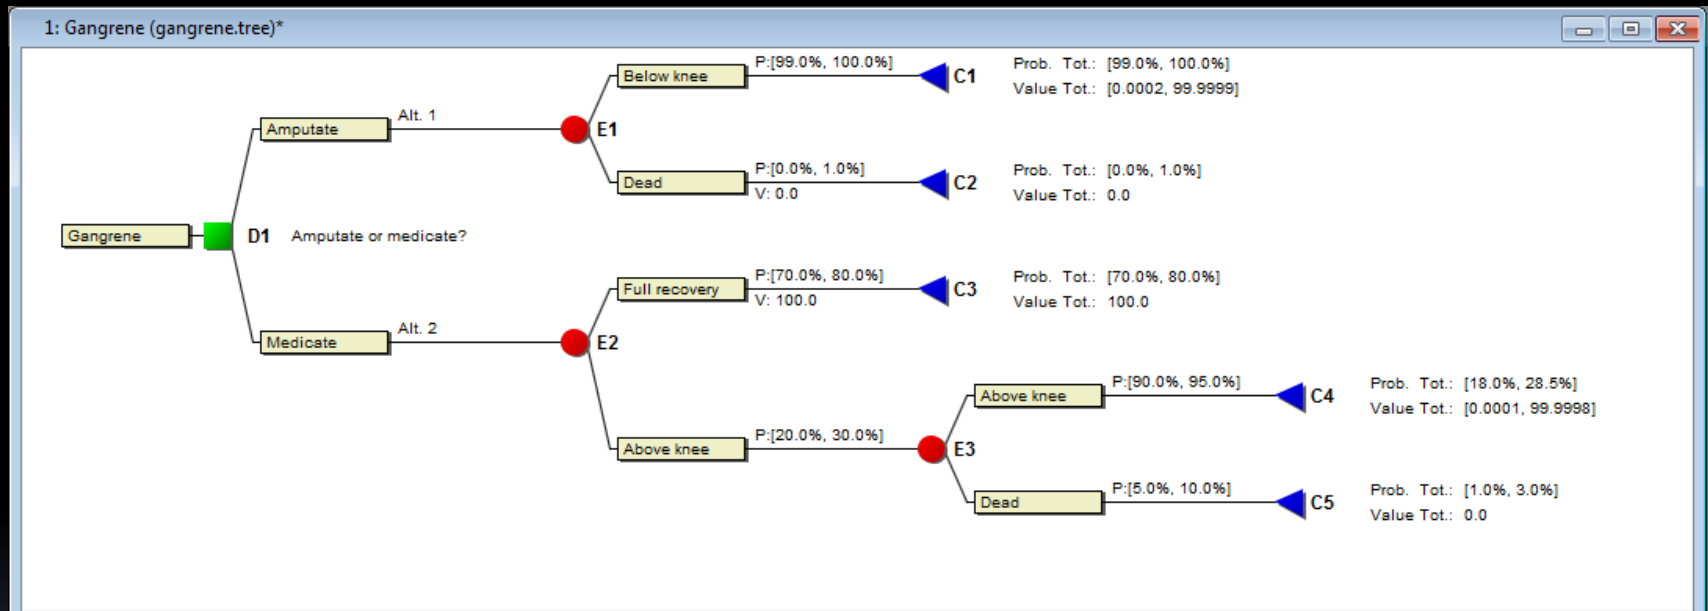 1: Gangrene (gangrene.tree)*
Below knee
P:[99.0%, 100.0%]
C1
Prob. Tot.: [99.0%, 100.0%]
Value Tot.: [0.0002, 99.9999]
Amputate
Alt. 1
E1
Dead
P:[0.0%, 1.0%]
V: 0.0
C2
Prob. Tot.: [0.0%, 1.0%]
Value Tot.: 0.0
Gangrene
D1
Amputate or medicate?
Full recovery
P:[70.0%, 80.0%]
V: 100.0
C3
Prob. Tot.: [70.0%, 80.0%]
Value Tot.: 100.0
Medicate
Alt. 2
E2
Above knee
P:[90.0%, 95.0%]
C4
Prob. Tot.: [18.0%, 28.5%]
Value Tot.: [0.0001, 99.9998]
Above knee
P:[20.0%, 30.0%]
E3
Dead
P:[5.0%, 10.0%]
C5
Prob. Tot.: [1.0%, 3.0%]
Value Tot.: 0.0